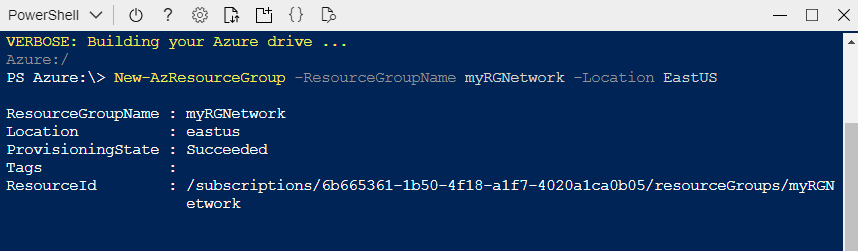 PowerShell
VERBOSE: Building your Azure drive ...
Azure:/
PS Azure:\> New-AzResourceGroup -ResourceGroupName myRGNetwork -Location EastUS
ResourceGroupName : myRGNetwork
Location          : eastus
ProvisioningState : Succeeded
Tags              :
ResourceId        : /subscriptions/6b665361-1b50-4f18-a1f7-4020a1ca0b05/resourceGroups/myRGN
                    etwork